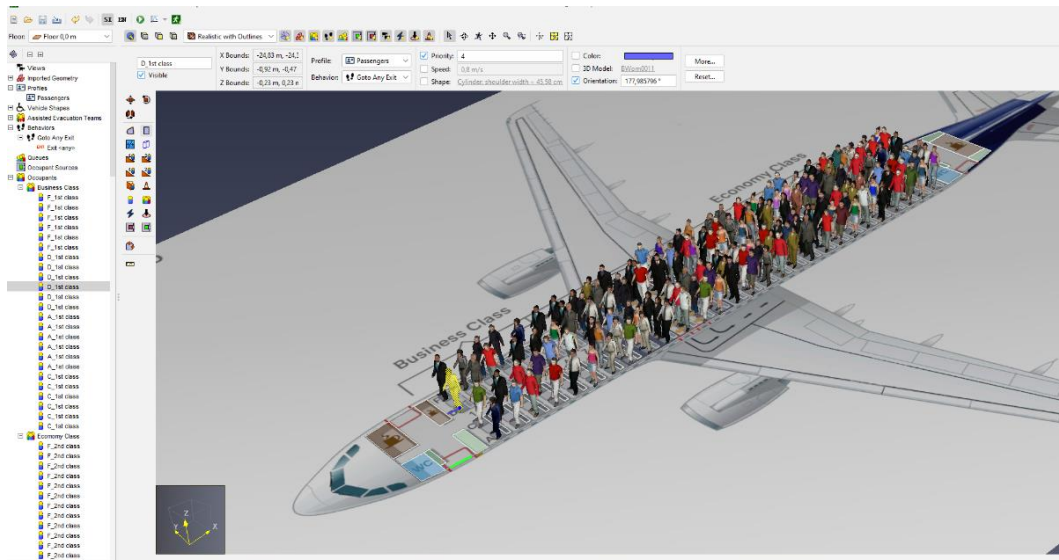 SI EN
Floor: Floor 0,0 m
Realistic with Outlines
D_1st class
Visible
X Bounds: -24,83 m, -24,1
Y Bounds: -0,92 m, -0,47
Z Bounds: -0,23 m, 0,23 m
Profile: Passengers
Behavior: Goto Any Exit
Priority: 4
Speed: 0,8 m/s
Shape: Cylinder, shoulder width = 45,58 cm
Color:
3D Model: BWom0011
Orientation: 177,985796 °
More...
Reset...
Views
Imported Geometry
Profiles
Passengers
Vehicle Shapes
Assisted Evacuation Teams
Behaviors
Goto Any Exit
Exit <any>
Queues
Occupant Sources
Occupants
Business Class
F_1st class
F_1st class
F_1st class
F_1st class
F_1st class
F_1st class
D_1st class
D_1st class
D_1st class
D_1st class
D_1st class
D_1st class
A_1st class
A_1st class
A_1st class
A_1st class
A_1st class
A_1st class
C_1st class
C_1st class
C_1st class
C_1st class
C_1st class
C_1st class
Economy Class
F_2nd class
F_2nd class
F_2nd class
F_2nd class
F_2nd class
F_2nd class
F_2nd class
F_2nd class
F_2nd class
F_2nd class
F_2nd class
F_2nd class
Economy Class
Business Class
C
A
WC
Z
Y
X